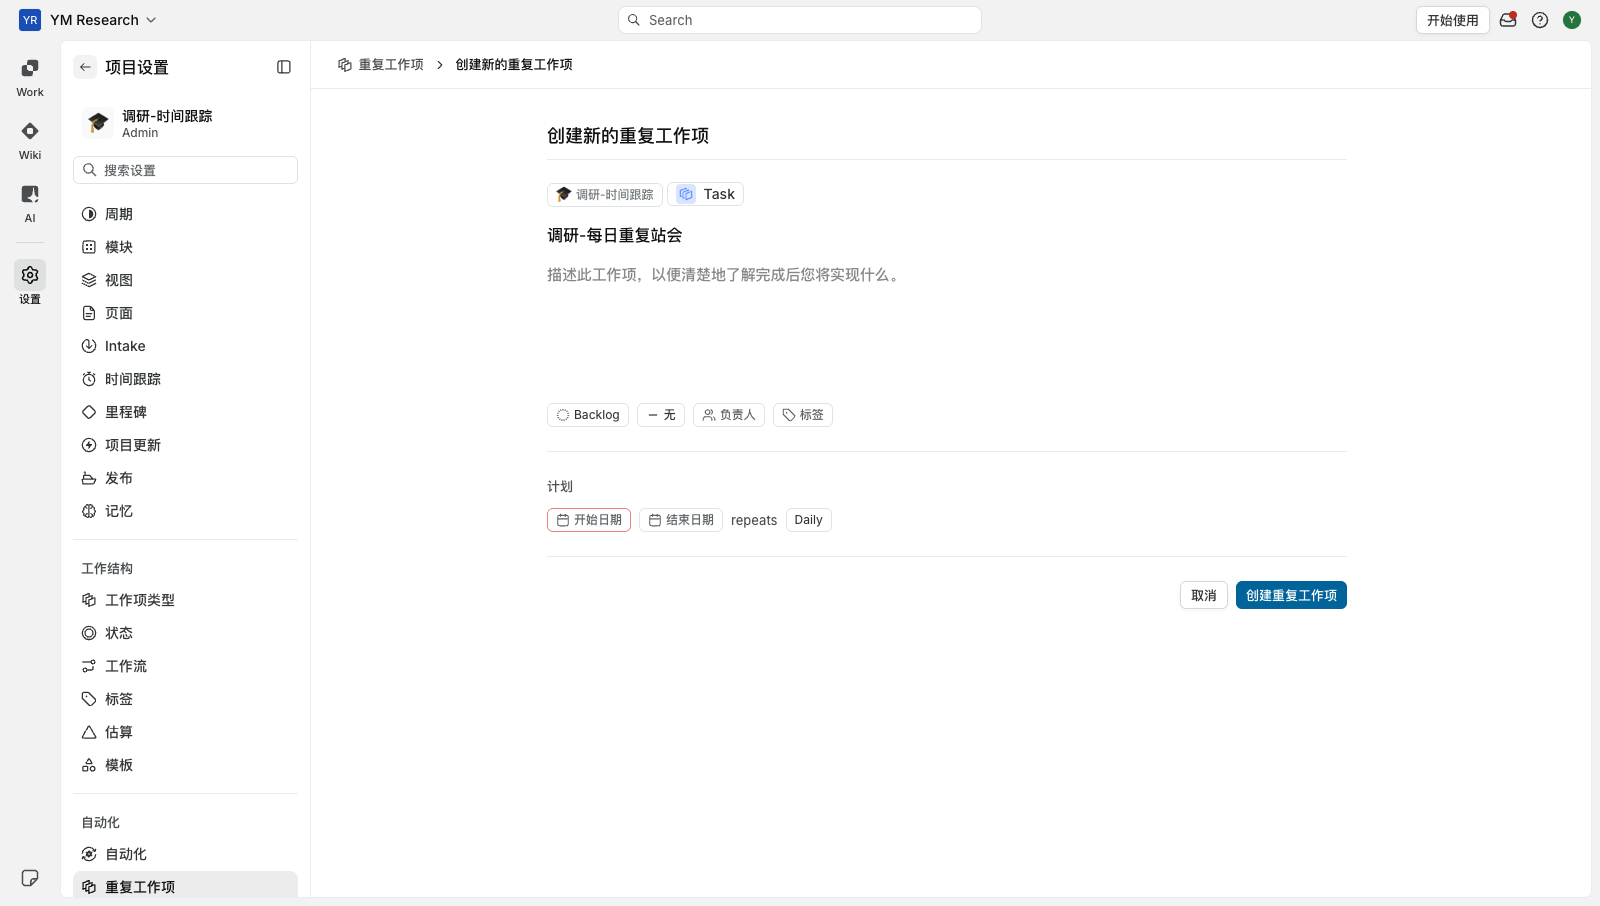 YR YM Research
Search
开始使用
Y
Work
Wiki
AI
设置
项目设置
调研-时间跟踪
Admin
搜索设置
周期
模块
视图
页面
Intake
时间跟踪
里程碑
项目更新
发布
记忆
工作结构
工作项类型
状态
工作流
标签
估算
模板
自动化
自动化
重复工作项
重复工作项 > 创建新的重复工作项
创建新的重复工作项
调研-时间跟踪 Task
调研-每日重复站会
描述此工作项，以便清楚地了解完成后您将实现什么。
Backlog 无 负责人 标签
计划
开始日期 结束日期 repeats Daily
取消 创建重复工作项